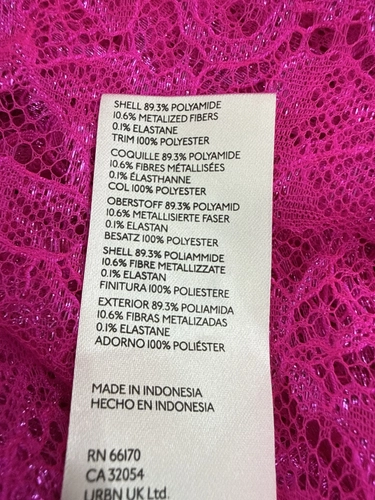 SHELL 89.3% POLYAMIDE
10.6% METALIZED FIBERS
0.1% ELASTANE
TRIM 100% POLYESTER
COQUILLE 89.3% POLYAMIDE
10.6% FIBRES MÉTALLISÉES
0.1% ÉLASTHANNE
COL 100% POLYESTER
OBERSTOFF 89.3% POLYAMID
10.6% METALLISIERTE FASER
0.1% ELASTAN
BESATZ 100% POLYESTER
SHELL 89.3% POLIAMMIDE
10.6% FIBRE METALLIZZATE
0.1% ELASTAN
FINITURA 100% POLIESTERE
EXTERIOR 89.3% POLIAMIDA
10.6% FIBRAS METALIZADAS
0.1% ELASTANE
ADORNO 100% POLIÉSTER
MADE IN INDONESIA
HECHO EN INDONESIA
RN 66170
CA 32054
URBN UK Ltd.